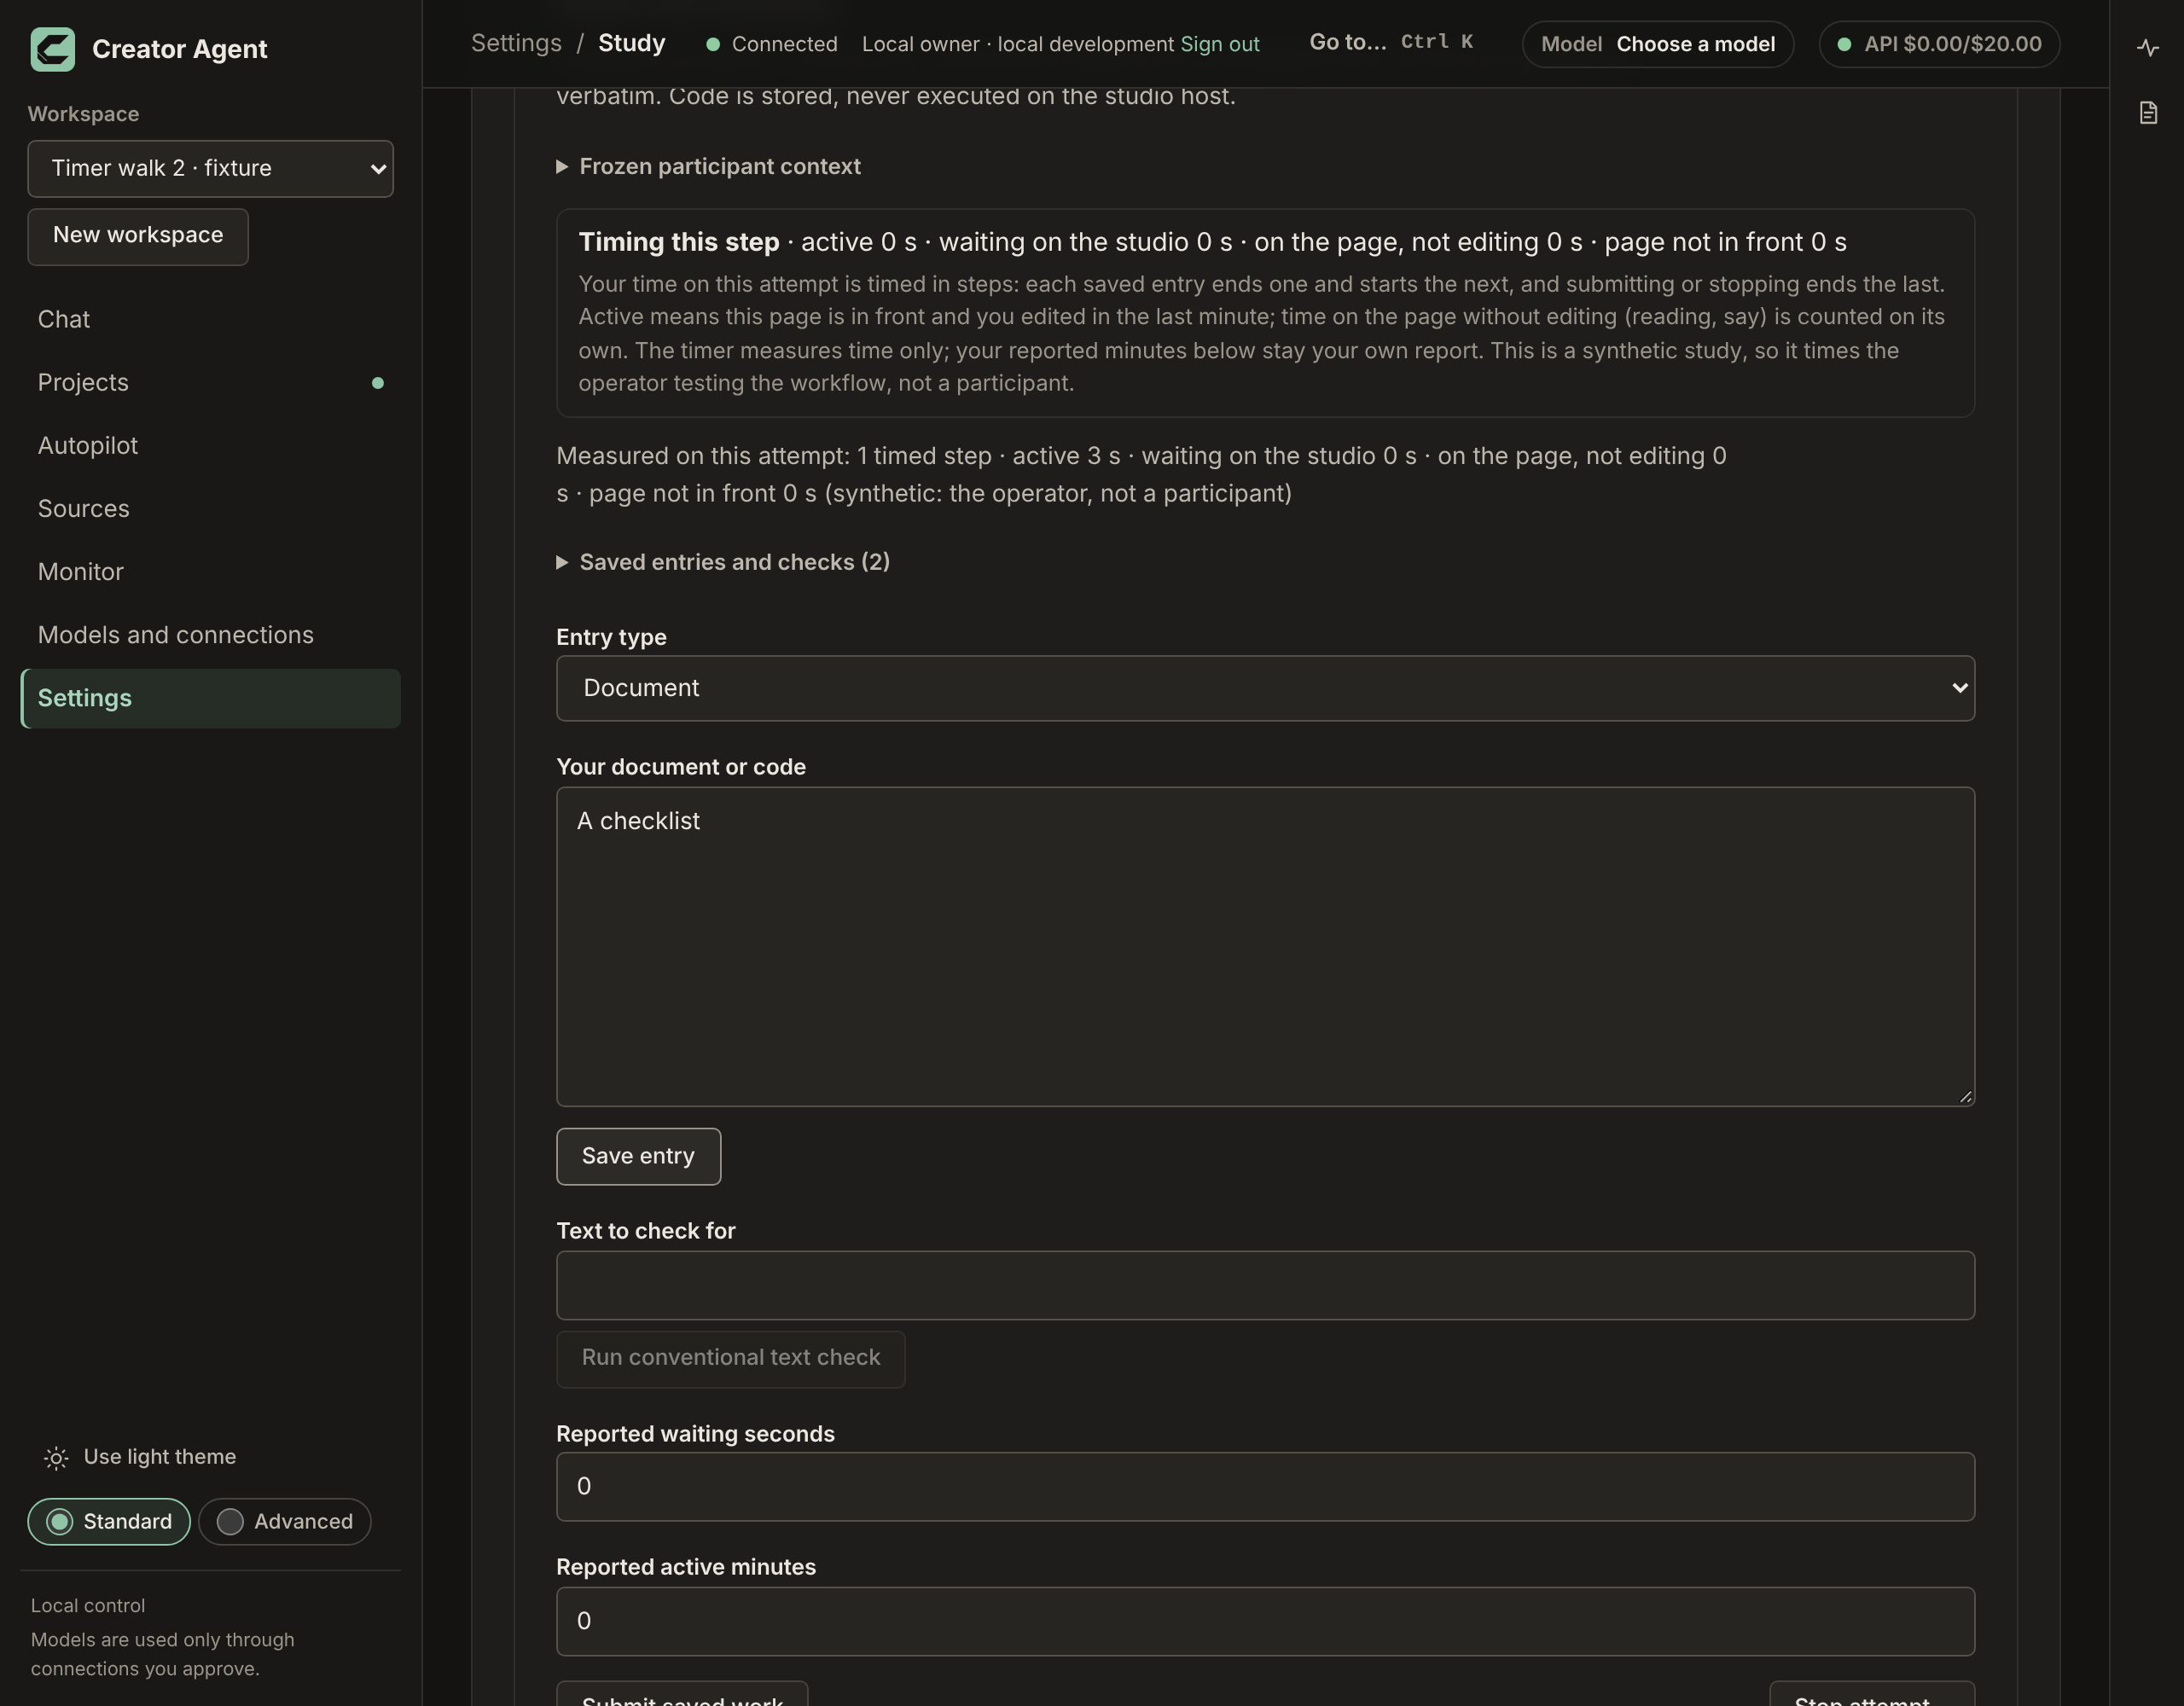 Creator Agent
Workspace
Timer walk 2 · fixture
New workspace
Chat
Projects
Autopilot
Sources
Monitor
Models and connections
Settings
Use light theme
Standard
Advanced
Local control
Models are used only through
connections you approve.
Settings / Study
Connected
Local owner · local development Sign out
Go to... Ctrl K
Model Choose a model
API $0.00/$20.00
verbatim. Code is stored, never executed on the studio host.
Frozen participant context
Timing this step · active 0 s · waiting on the studio 0 s · on the page, not editing 0 s · page not in front 0 s
Your time on this attempt is timed in steps: each saved entry ends one and starts the next, and submitting or stopping ends the last.
Active means this page is in front and you edited in the last minute; time on the page without editing (reading, say) is counted on its
own. The timer measures time only; your reported minutes below stay your own report. This is a synthetic study, so it times the
operator testing the workflow, not a participant.
Measured on this attempt: 1 timed step · active 3 s · waiting on the studio 0 s · on the page, not editing 0
s · page not in front 0 s (synthetic: the operator, not a participant)
Saved entries and checks (2)
Entry type
Document
Your document or code
A checklist
Save entry
Text to check for
Run conventional text check
Reported waiting seconds
0
Reported active minutes
0
Submit saved work
Stop attempt